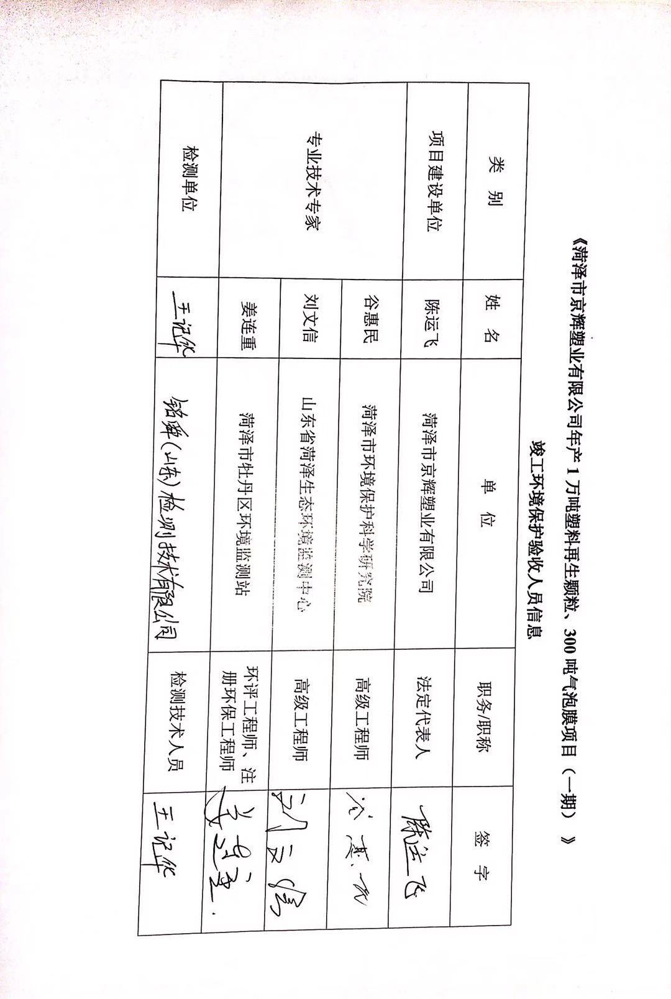 《菏泽市京辉塑业有限公司年产1万吨塑料再生颗粒、300吨气泡膜项目（一期）》
竣工环境保护验收人员信息
类 别 姓 名 单 位 职务/职称 签 字
项目建设单位 陈运飞 菏泽市京辉塑业有限公司 法定代表人 陈运飞
专业技术专家 谷惠民 菏泽市环境保护科学研究院 高级工程师 谷惠民
刘文信 山东省菏泽生态环境监测中心 高级工程师 刘文信
姜连重 菏泽市牡丹区环境监测站 环评工程师、注
册环保工程师 姜连重
检测单位 王记华 铭舜(山东)检测技术有限公司 检测技术人员 王记华